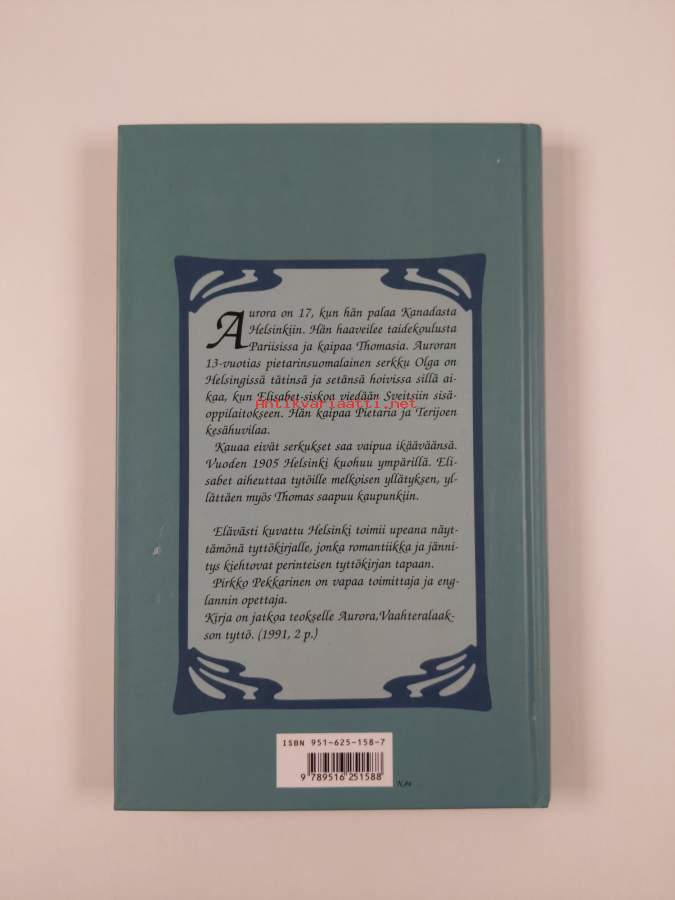 Aurora on 17, kun hän palaa Kanadasta
Helsinkiin. Hän haaveilee taidekoulusta
Pariisissa ja kaipaa Thomasia. Auroran
13-vuotias pietarinsuomalainen serkku Olga on
Helsingissä tätinsä ja setänsä hoivissa sillä ai-
kaa, kun Elisabet-siskoa viedään Sveitsiin sisä-
Antikvariaatti.net
oppilaitokseen. Hän kaipaa Pietaria ja Terijoen
kesähuvilaa.
Kauaa eivät serkukset saa vaipua ikäväänsä.
Vuoden 1905 Helsinki kuohuu ympärillä. Eli-
sabet aiheuttaa tytöille melkoisen yllätyksen, yl-
lättäen myös Thomas saapuu kaupunkiin.
Elävästi kuvattu Helsinki toimii upeana näyt-
tämönä tyttökirjalle, jonka romantiikka ja jänni-
tys kiehtovat perinteisen tyttökirjan tapaan.
Pirkko Pekkarinen on vapaa toimittaja ja eng-
lannin opettaja.
Kirja on jatkoa teokselle Aurora,Vaahteralaak-
son tyttö. (1991, 2 p.)
ISBN 951-625-158-7
9 789516 251588